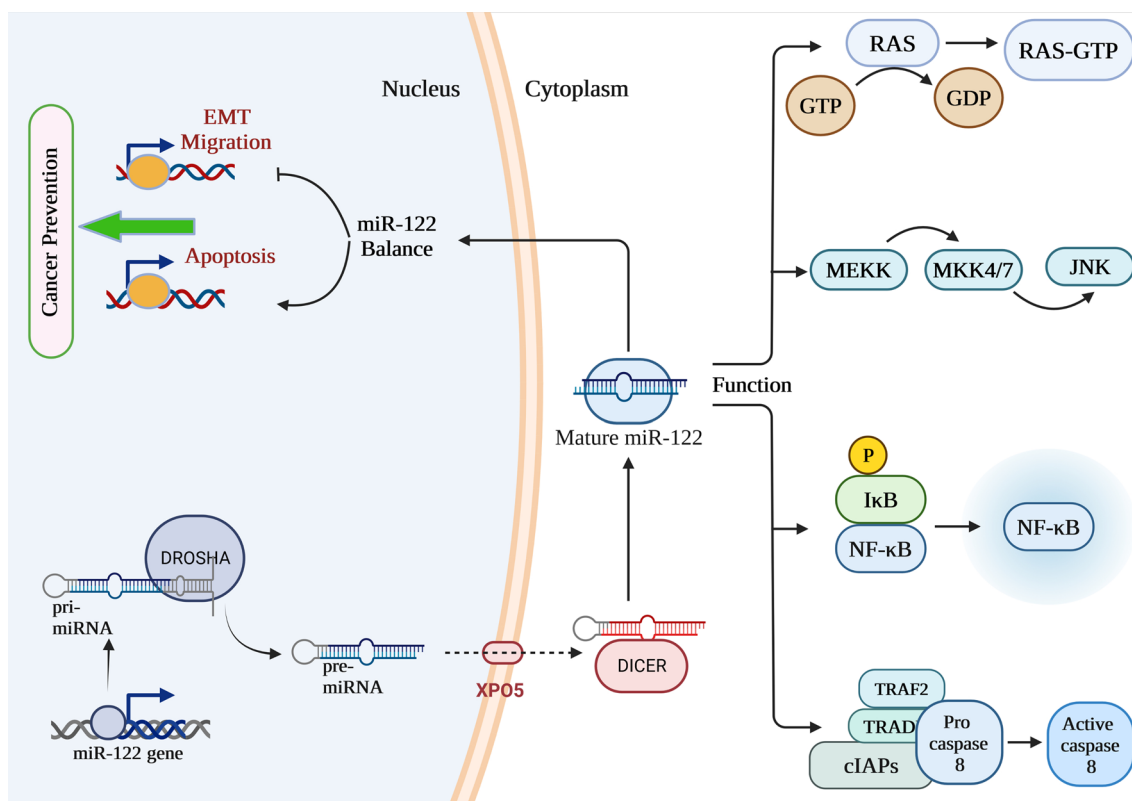 Nucleus
Cytoplasm
EMT
Migration
Apoptosis
Cancer Prevention
miR-122
Balance
DROSHA
pri-
miRNA
miR-122 gene
pre-
miRNA
XPO5
DICER
Mature miR-122
Function
RAS
RAS-GTP
GTP
GDP
MEKK
MKK4/7
JNK
P
IκB
NF-κB
NF-κB
TRAF2
TRAD
cIAPs
Pro
caspase
8
Active
caspase
8